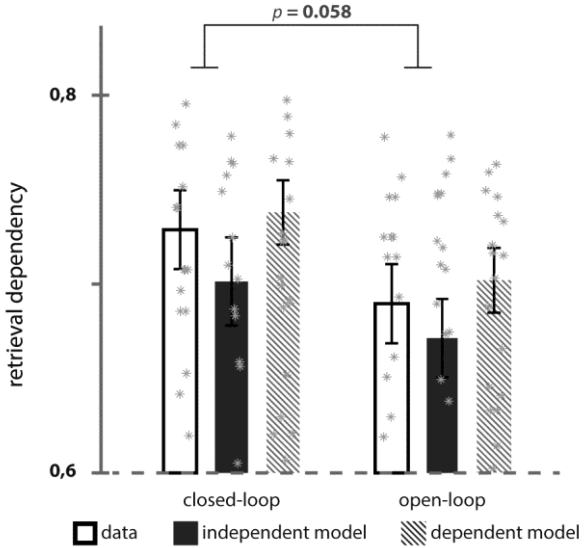 p = 0.058
0,8
retrieval dependency
0,6
closed-loop open-loop
data independent model dependent model